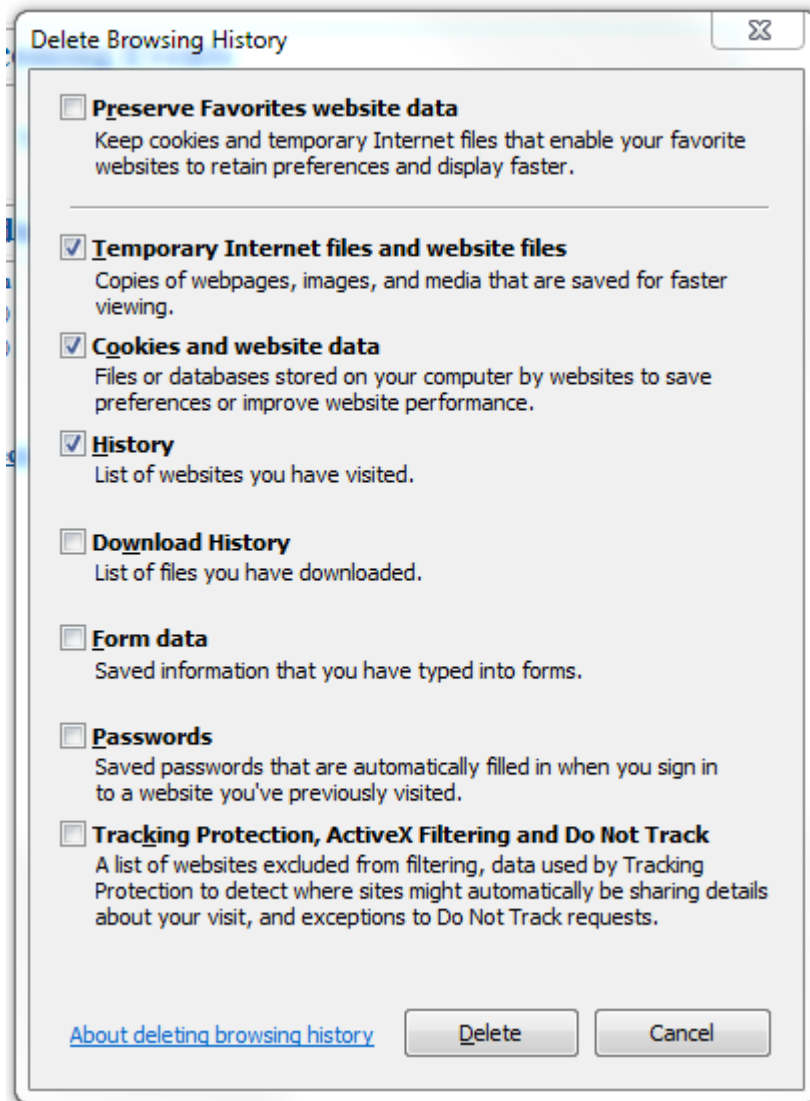 Delete Browsing History
Preserve Favorites website data
Keep cookies and temporary Internet files that enable your favorite
websites to retain preferences and display faster.
Temporary Internet files and website files
Copies of webpages, images, and media that are saved for faster
viewing.
Cookies and website data
Files or databases stored on your computer by websites to save
preferences or improve website performance.
History
List of websites you have visited.
Download History
List of files you have downloaded.
Form data
Saved information that you have typed into forms.
Passwords
Saved passwords that are automatically filled in when you sign in
to a website you've previously visited.
Tracking Protection, ActiveX Filtering and Do Not Track
A list of websites excluded from filtering, data used by Tracking
Protection to detect where sites might automatically be sharing details
about your visit, and exceptions to Do Not Track requests.
About deleting browsing history
Delete
Cancel